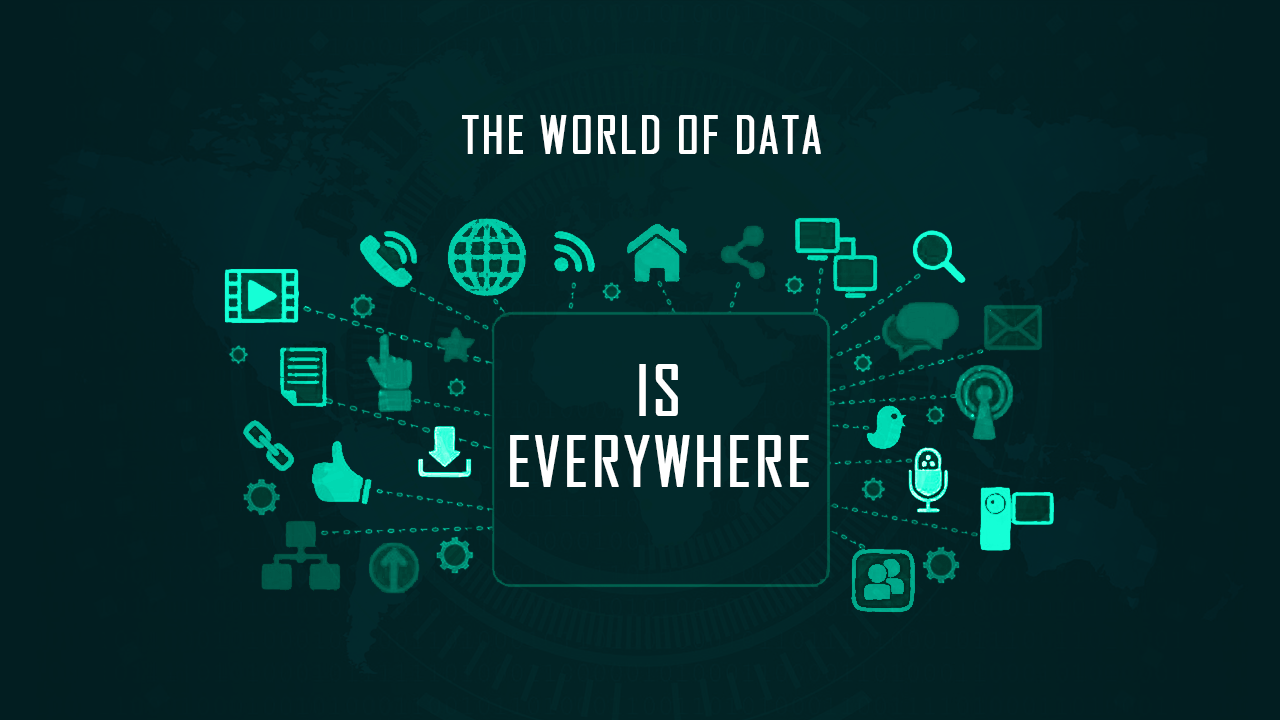 THE WORLD OF DATA
IS
EVERYWHERE